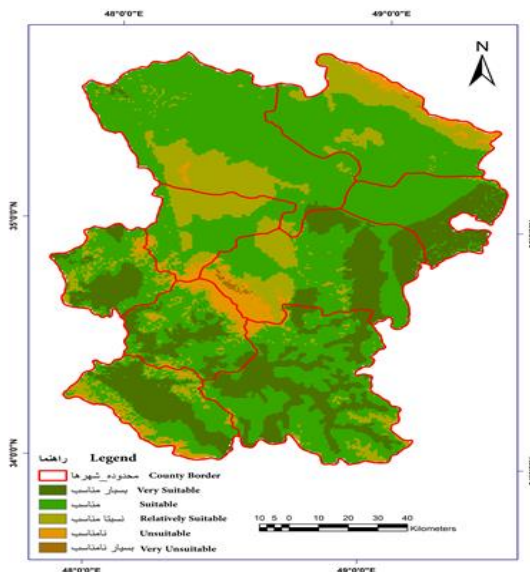 48°0'0"E 49°0'0"E
N
35°0'0"N
34°0'0"N
راهنما Legend
محدوده_شهرها County Border
بسیار مناسب Very Suitable
مناسب Suitable
نسبتا مناسب Relatively Suitable
نامناسب Unsuitable
بسیار نامناسب Very Unsuitable
10 5 0 10 20 30 40
Kilometers
48°0'0"E 49°0'0"E